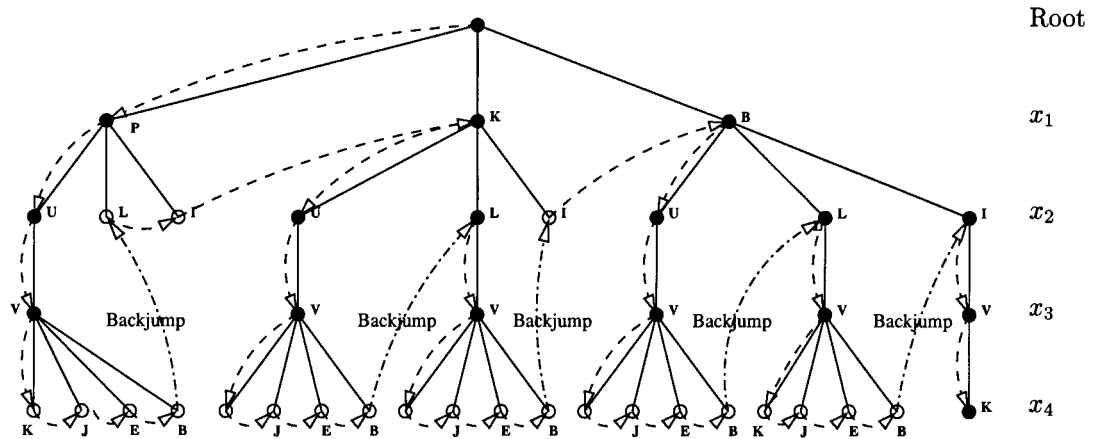 Root
P K B x₁
U L I U L I U L I x₂
V Backjump V Backjump V Backjump V Backjump V Backjump V x₃
K J E B J E B J E B J E B K J E B K x₄